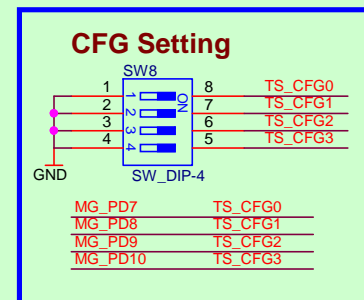 CFG Setting
SW8
1 1 ON 8 TS_CFG0
2 2 7 TS_CFG1
3 3 6 TS_CFG2
4 4 5 TS_CFG3
GND SW_DIP-4
MG_PD7 TS_CFG0
MG_PD8 TS_CFG1
MG_PD9 TS_CFG2
MG_PD10 TS_CFG3